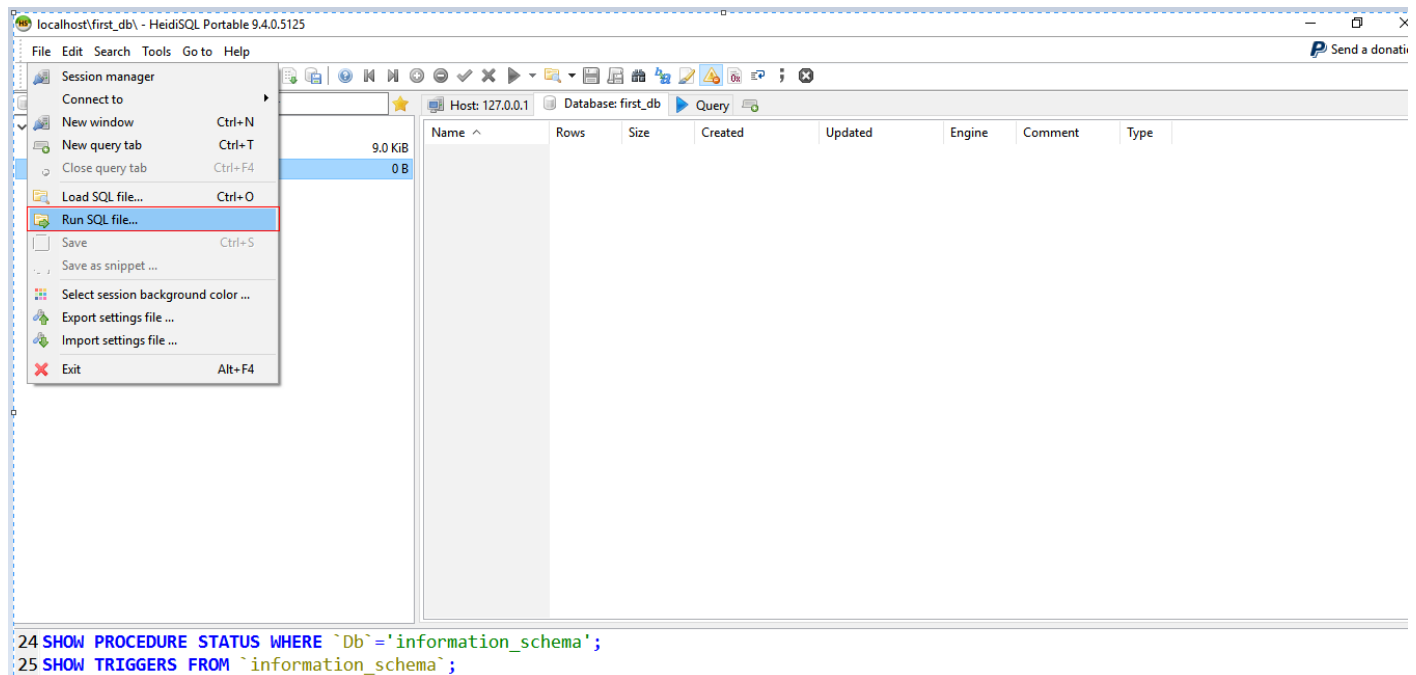 localhost\first_db\ - HeidiSQL Portable 9.4.0.5125
File Edit Search Tools Go to Help
Send a donati
Session manager
Connect to
New window Ctrl+N
New query tab Ctrl+T
Close query tab Ctrl+F4
Load SQL file... Ctrl+O
Run SQL file...
Save Ctrl+S
Save as snippet ...
Select session background color ...
Export settings file ...
Import settings file ...
Exit Alt+F4
9.0 KiB
0 B
Host: 127.0.0.1 Database: first_db Query
Name Rows Size Created Updated Engine Comment Type
24 SHOW PROCEDURE STATUS WHERE `Db`='information_schema';
25 SHOW TRIGGERS FROM `information_schema`;